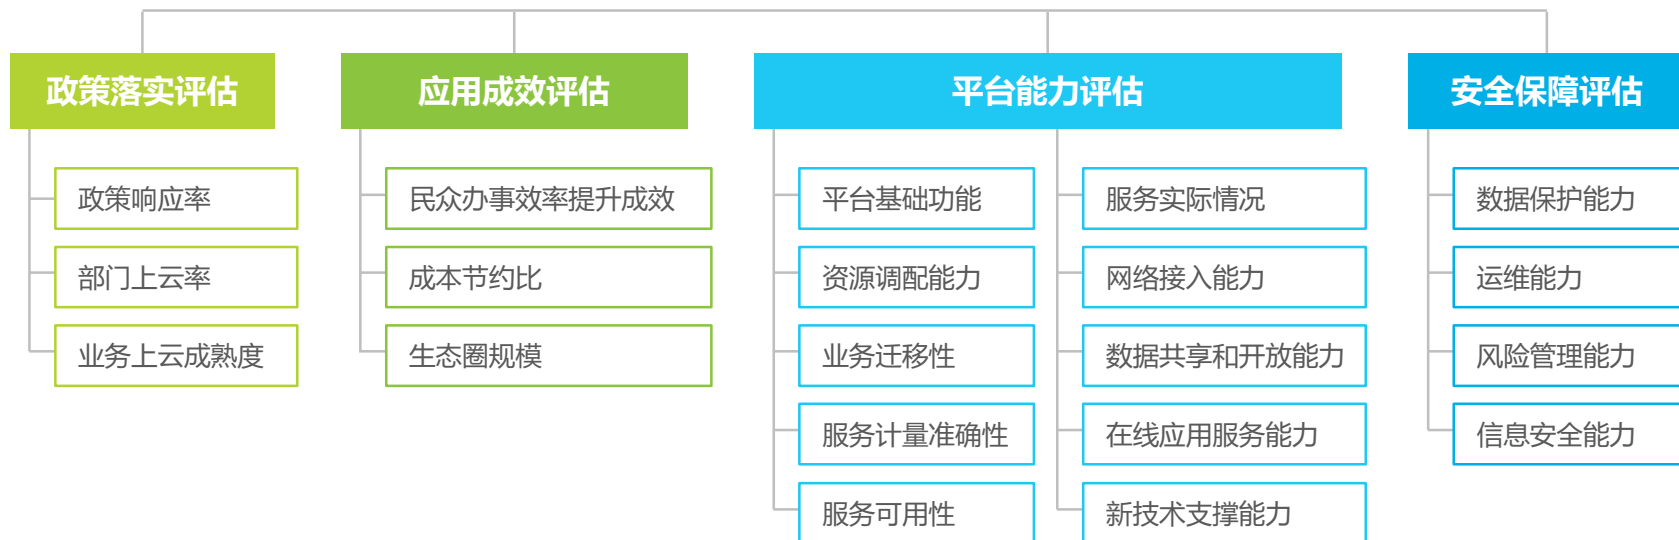 政策落实评估
政策响应率
部门上云率
业务上云成熟度
应用成效评估
民众办事效率提升成效
成本节约比
生态圈规模
平台能力评估
平台基础功能
资源调配能力
业务迁移性
服务计量准确性
服务可用性
服务实际情况
网络接入能力
数据共享和开放能力
在线应用服务能力
新技术支撑能力
安全保障评估
数据保护能力
运维能力
风险管理能力
信息安全能力